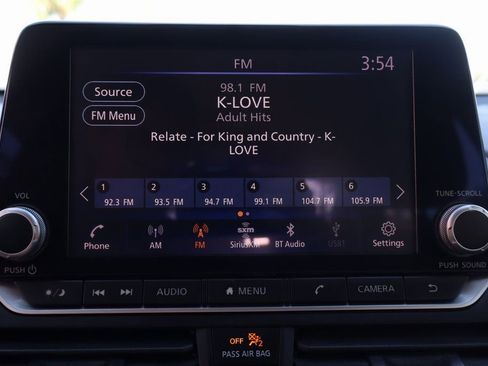 FM
3:54
Source
98.1 FM
K-LOVE
FM Menu
Adult Hits
Relate - For King and Country - K-
LOVE
1 2 3 4 5 6
92.3 FM 93.5 FM 94.7 FM 99.1 FM 104.7 FM 105.9 FM
VOL
TUNE·SCROLL
sxm
Phone AM FM SiriusXM BT Audio USB1 Settings
PUSH
PUSH SOUND
AUDIO MENU CAMERA
OFF 2
PASS AIR BAG